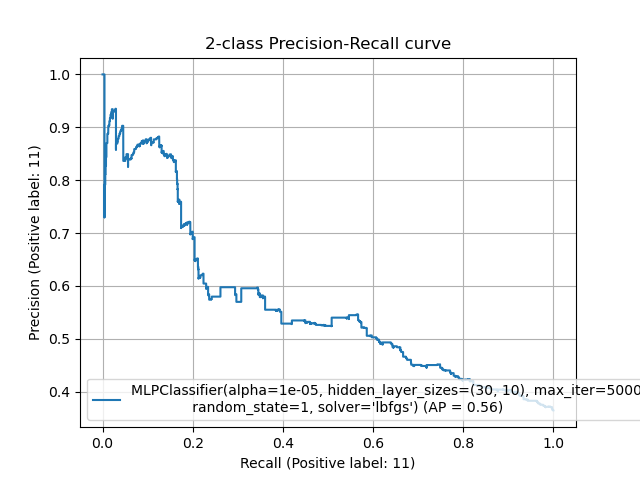 2-class Precision-Recall curve
1.0
0.9
0.8
0.7
0.6
0.5
0.4
Precision (Positive label: 11)
MLPClassifier(alpha=1e-05, hidden_layer_sizes=(30, 10), max_iter=5000
random_state=1, solver='lbfgs') (AP = 0.56)
0.0 0.2 0.4 0.6 0.8 1.0
Recall (Positive label: 11)